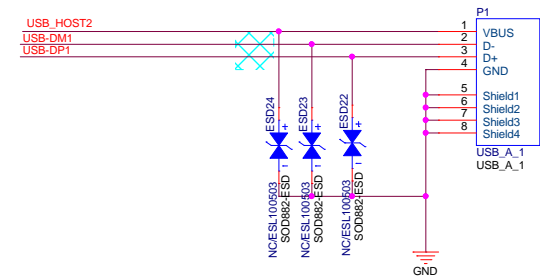 P1
USB_HOST2
1
VBUS
USB-DM1
2
D-
USB-DP1
3
D+
4
GND
5
Shield1
6
Shield2
7
Shield3
8
Shield4
USB_A_1
USB_A_1
ESD24
+
-
NC/ESL100503
SOD882-ESD
ESD23
+
-
NC/ESL100503
SOD882-ESD
ESD22
+
-
NC/ESL100503
SOD882-ESD
GND